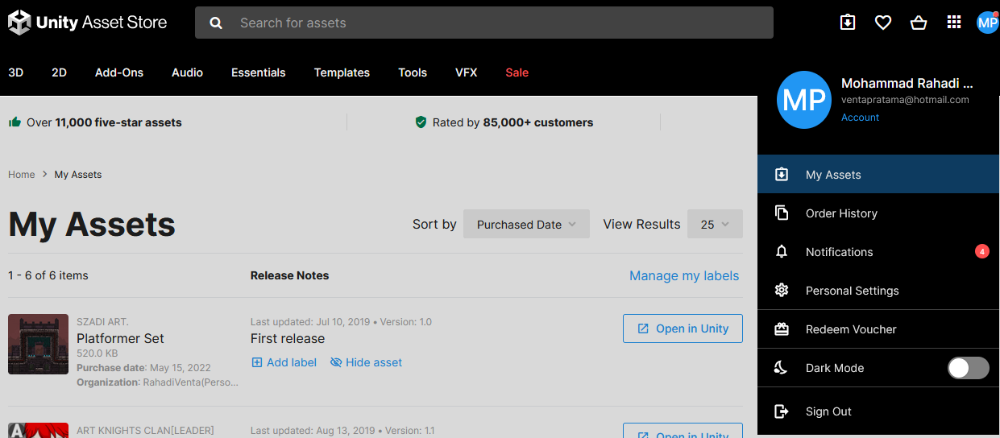 Unity Asset Store
Search for assets
MP
3D 2D Add-Ons Audio Essentials Templates Tools VFX Sale
Over 11,000 five-star assets
Rated by 85,000+ customers
Home > My Assets
My Assets
Sort by Purchased Date View Results 25
1 - 6 of 6 items Release Notes Manage my labels
SZADI ART.
Platformer Set
520.0 KB
Purchase date: May 15, 2022
Organization: RahadiVenta(Perso...
Last updated: Jul 10, 2019 • Version: 1.0
First release
Add label Hide asset
Open in Unity
A
ART KNIGHTS CLAN[LEADER]
Last updated: Aug 13, 2019 • Version: 1.1
Open in Unity
MP
Mohammad Rahadi ...
ventapratama@hotmail.com
Account
My Assets
Order History
Notifications 4
Personal Settings
Redeem Voucher
Dark Mode
Sign Out